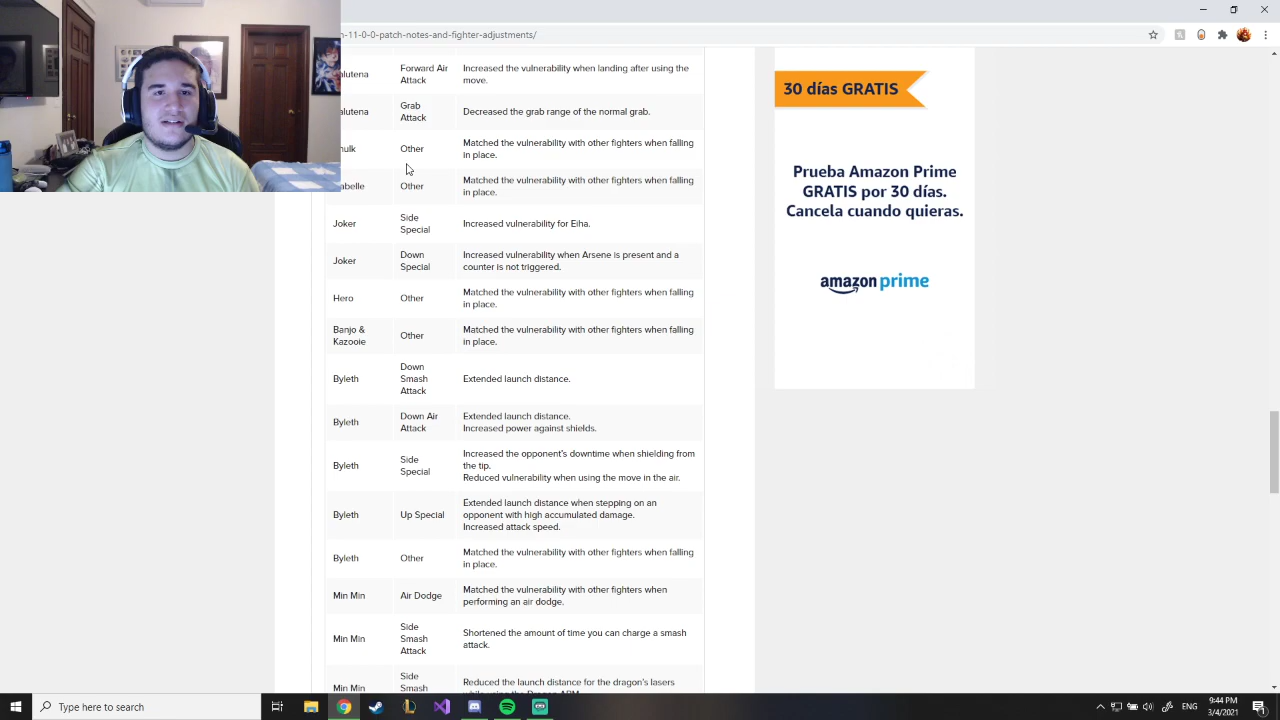 n-11-0-0-patch-notes-and-fighter-adjustments/
alutena
Forward Air
Attack
Increased the vulnerability when landing after using the
move.
alutena
Grab
Attack
Decreased the grab range of the normal grab.
hulk
Other
Matched the vulnerability with other fighters when falling
in place.
abelle
Other
Matched the vulnerability with other fighters when falling
in place.
Joker
Side
Special
Increased vulnerability for Eiha.
Joker
Down
Special
Increased vulnerability when Arsene is present and a
counter is not triggered.
Hero
Other
Matched the vulnerability with other fighters when falling
in place.
Banjo &
Kazooie
Other
Matched the vulnerability with other fighters when falling
in place.
Byleth
Down
Smash
Attack
Extended launch distance.
Byleth
Down Air
Attack
Extended launch distance.
Increased power against shields.
Byleth
Side
Special
Increased the opponent's downtime when shielding from
the tip.
Reduced vulnerability when using the move in the air.
Byleth
Up Special
Extended launch distance when stepping on an
opponent with high accumulated damage.
Increased attack speed.
Byleth
Other
Matched the vulnerability with other fighters when falling
in place.
Min Min
Air Dodge
Matched the vulnerability with other fighters when
performing an air dodge.
Min Min
Side
Smash
Attack
Shortened the amount of time you can charge a smash
attack.
Min Min
Side
Smash
Reduced the launch distance for the dragon's lasers
while using the Dragon ARM.
30 días GRATIS
Prueba Amazon Prime
GRATIS por 30 días.
Cancela cuando quieras.
amazon prime
Type here to search
ENG
9:44 PM
3/4/2021